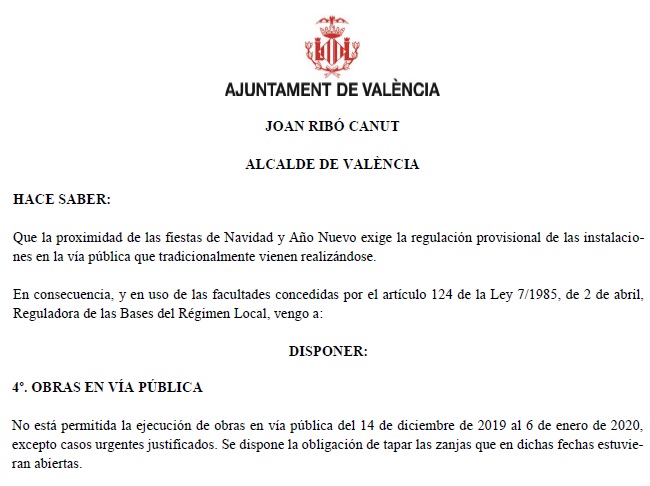 AJUNTAMENT DE VALÈNCIA
JOAN RIBÓ CANUT
ALCALDE DE VALÈNCIA
HACE SABER:
Que la proximidad de las fiestas de Navidad y Año Nuevo exige la regulación provisional de las instalacio-
nes en la vía pública que tradicionalmente vienen realizándose.
En consecuencia, y en uso de las facultades concedidas por el artículo 124 de la Ley 7/1985, de 2 de abril,
Reguladora de las Bases del Régimen Local, vengo a:
DISPONER:
4º. OBRAS EN VÍA PÚBLICA
No está permitida la ejecución de obras en vía pública del 14 de diciembre de 2019 al 6 de enero de 2020,
excepto casos urgentes justificados. Se dispone la obligación de tapar las zanjas que en dichas fechas estuvie-
ran abiertas.